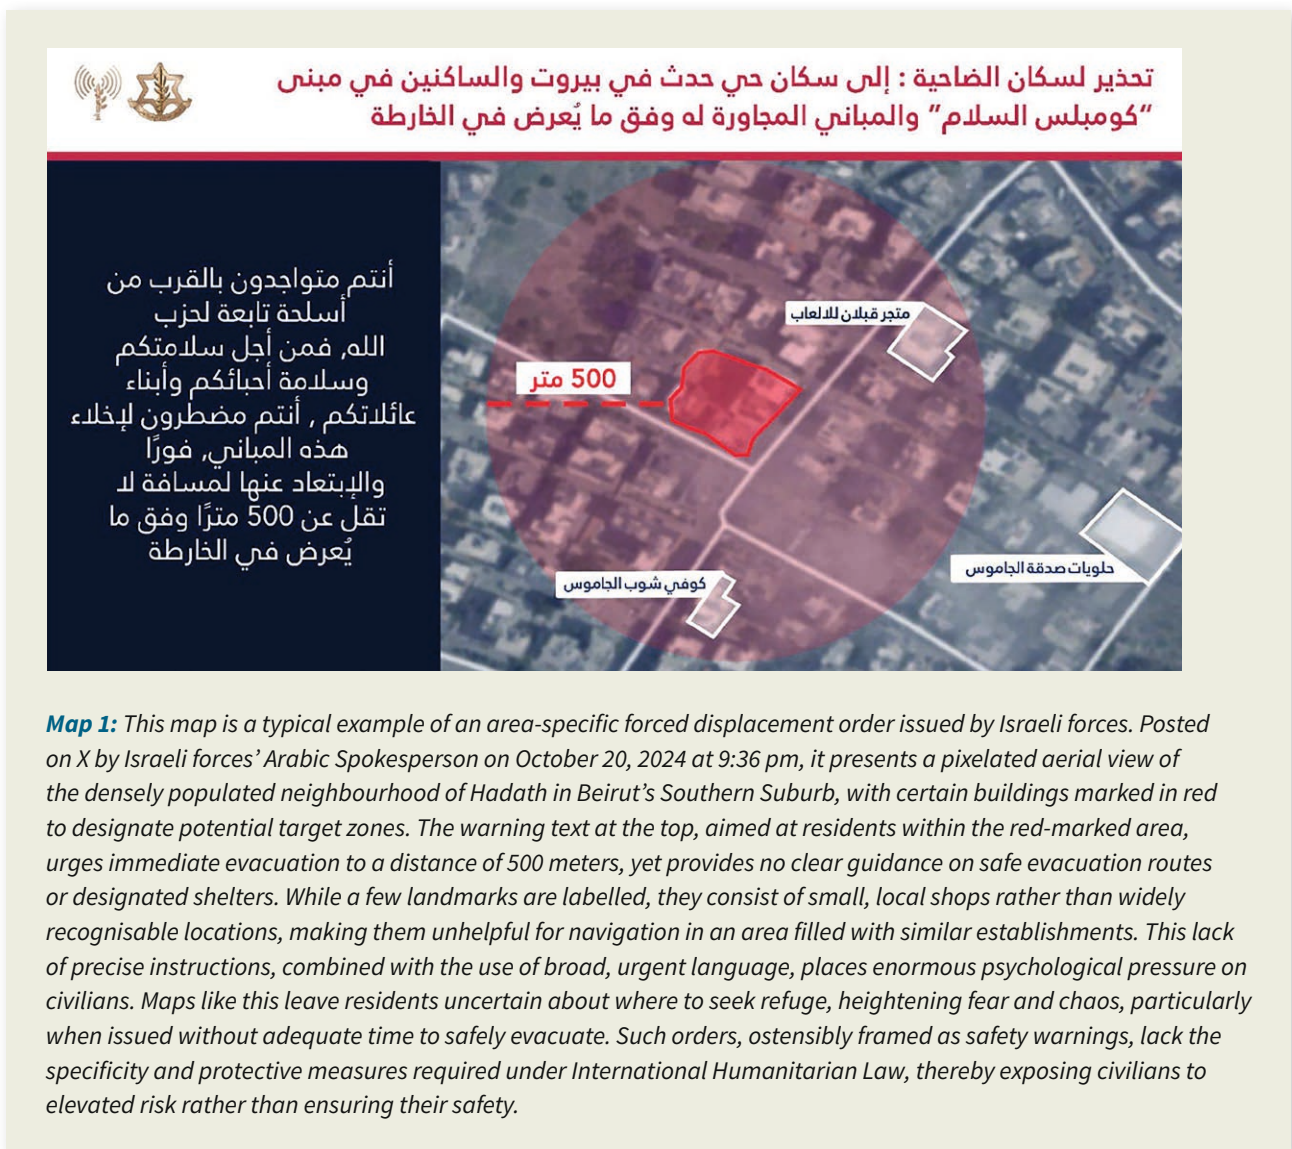 تحذير لسكان الضاحية : إلى سكان حي حدث في بيروت والساكنين في مبنى
“كومبلس السلام” والمباني المجاورة له وفق ما يُعرض في الخارطة
أنتم متواجدون بالقرب من
أسلحة تابعة لحزب
الله, فمن أجل سلامتكم
وسلامة أحبائكم وأبناء
عائلاتكم , أنتم مضطرون لإخلاء
هذه المباني, فورًا
والإبتعاد عنها لمسافة لا
تقل عن 500 مترًا وفق ما
يُعرض في الخارطة
متجر قبلان للالعاب
500 متر
حلويات صدقة الجاموس
كوفي شوب الجاموس
Map 1: This map is a typical example of an area-specific forced displacement order issued by Israeli forces. Posted
on X by Israeli forces’ Arabic Spokesperson on October 20, 2024 at 9:36 pm, it presents a pixelated aerial view of
the densely populated neighbourhood of Hadath in Beirut’s Southern Suburb, with certain buildings marked in red
to designate potential target zones. The warning text at the top, aimed at residents within the red-marked area,
urges immediate evacuation to a distance of 500 meters, yet provides no clear guidance on safe evacuation routes
or designated shelters. While a few landmarks are labelled, they consist of small, local shops rather than widely
recognisable locations, making them unhelpful for navigation in an area filled with similar establishments. This lack
of precise instructions, combined with the use of broad, urgent language, places enormous psychological pressure on
civilians. Maps like this leave residents uncertain about where to seek refuge, heightening fear and chaos, particularly
when issued without adequate time to safely evacuate. Such orders, ostensibly framed as safety warnings, lack the
specificity and protective measures required under International Humanitarian Law, thereby exposing civilians to
elevated risk rather than ensuring their safety.